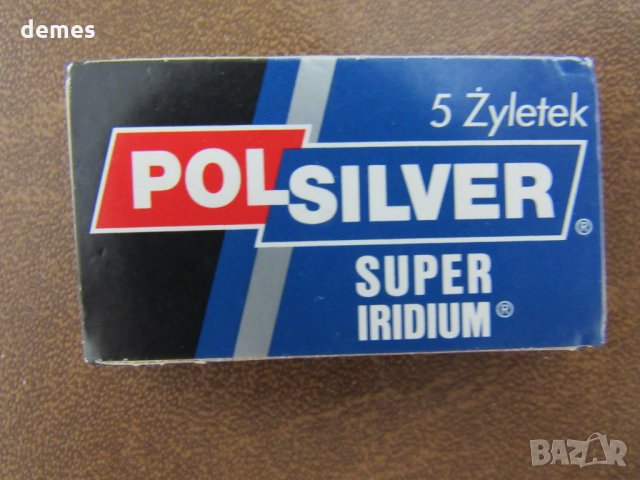 demes
5 Żyletek
POLSILVER®
SUPER
IRIDIUM®
BAZAR